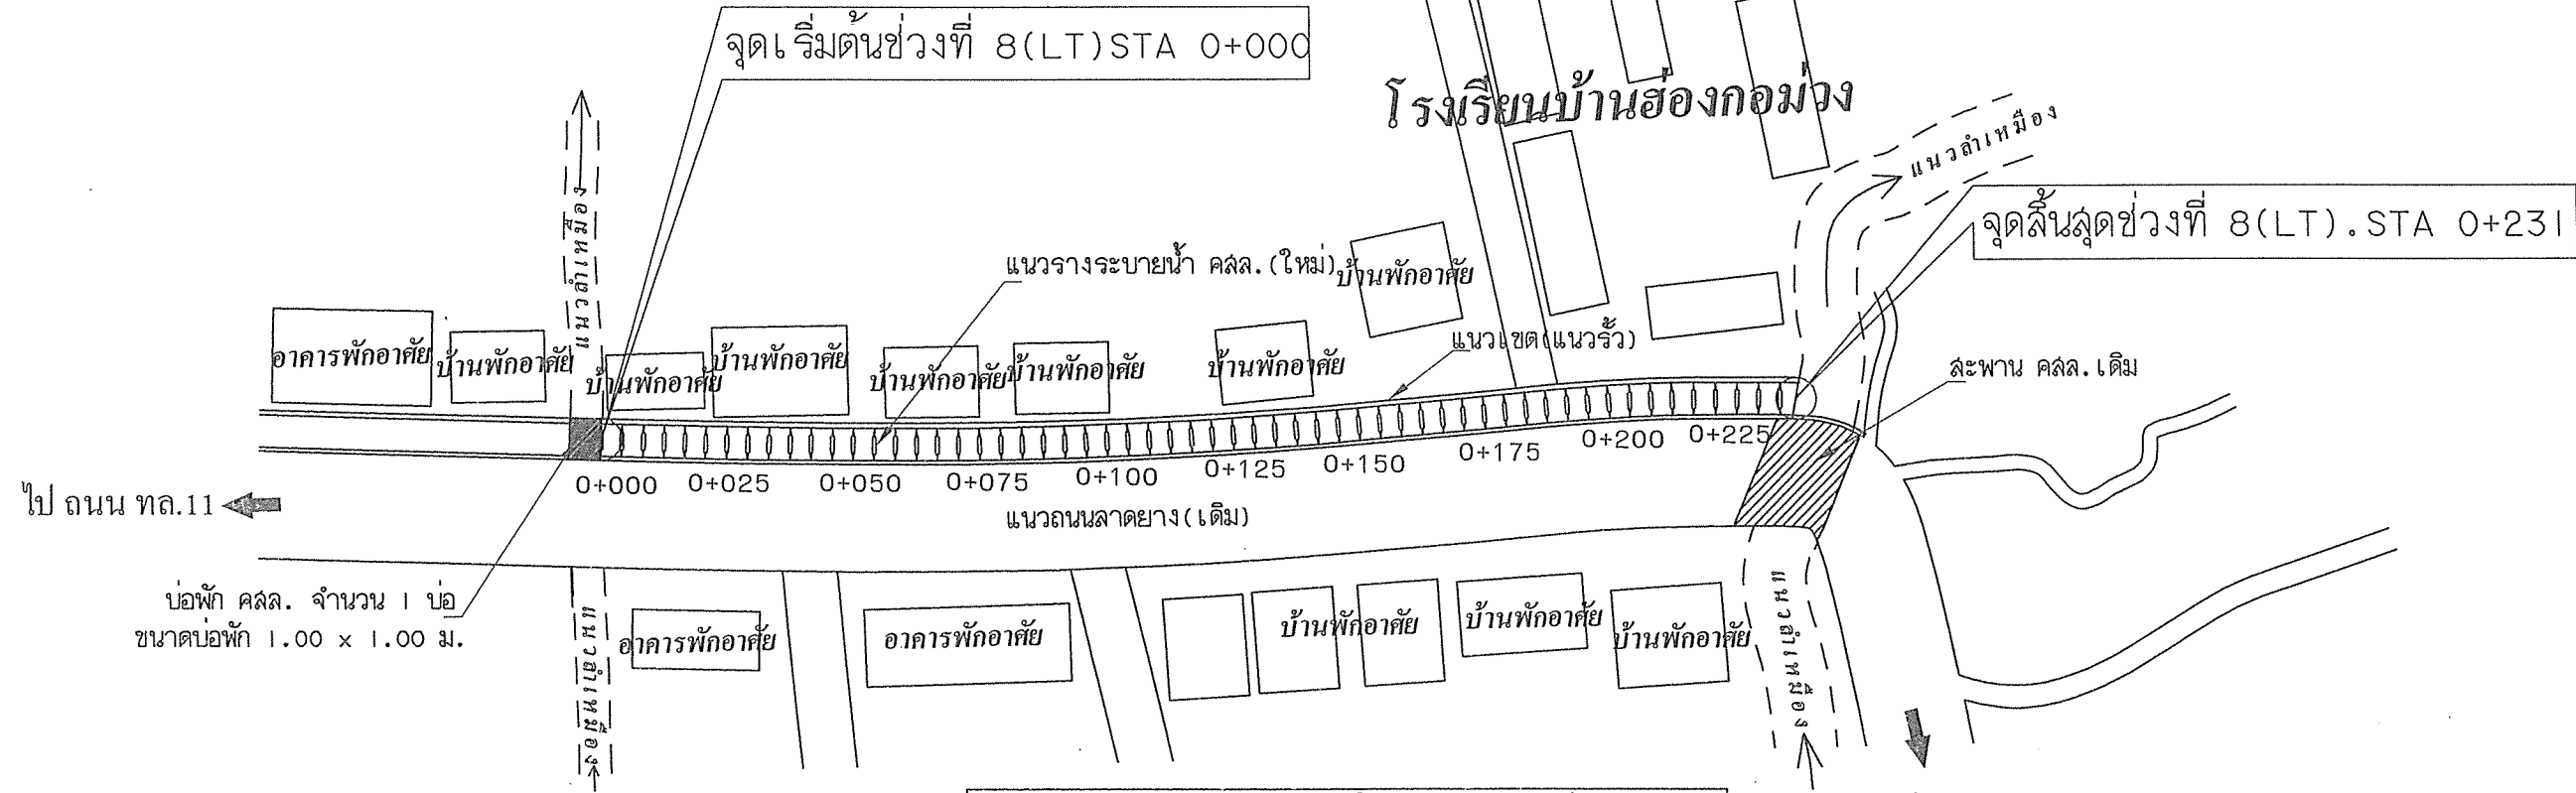 จุดเริ่มต้นช่วงที่ 8(LT)STA 0+000
โรงเรียนบ้านฮ่องกอม่วง
แนวลำเหมือง
จุดสิ้นสุดช่วงที่ 8(LT).STA 0+231
แนวลำเหมือง
แนวรางระบายน้ำ คสล.(ใหม่)
บ้านพักอาศัย
แนวเขต(แนวรั้ว)
สะพาน คสล.เดิม
อาคารพักอาศัย
บ้านพักอาศัย
บ้านพักอาศัย
บ้านพักอาศัย
บ้านพักอาศัย
บ้านพักอาศัย
บ้านพักอาศัย
0+000 0+025 0+050 0+075 0+100 0+125 0+150 0+175 0+200 0+225
ไป ถนน ทล.11
แนวถนนลาดยาง(เดิม)
บ่อพัก คสล. จำนวน 1 บ่อ
ขนาดบ่อพัก 1.00 x 1.00 ม.
แนวลำเหมือง
อาคารพักอาศัย
อาคารพักอาศัย
บ้านพักอาศัย
บ้านพักอาศัย
บ้านพักอาศัย
แนวลำเหมือง